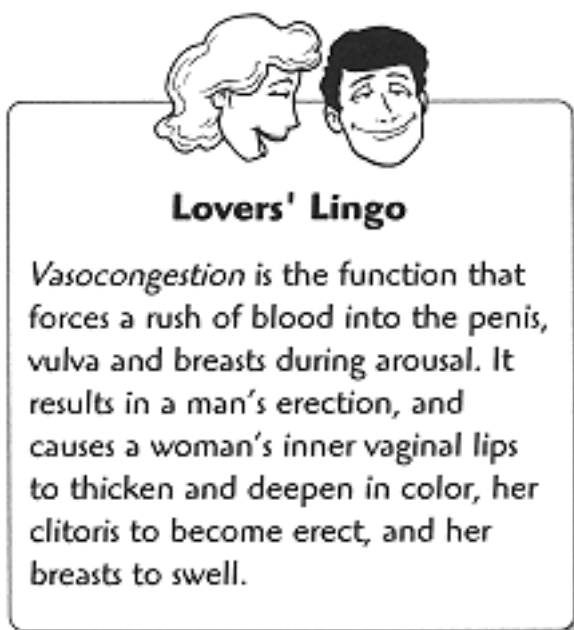 Lovers' Lingo
Vasocongestion is the function that
forces a rush of blood into the penis,
vulva and breasts during arousal. It
results in a man's erection, and
causes a woman's inner vaginal lips
to thicken and deepen in color, her
clitoris to become erect, and her
breasts to swell.